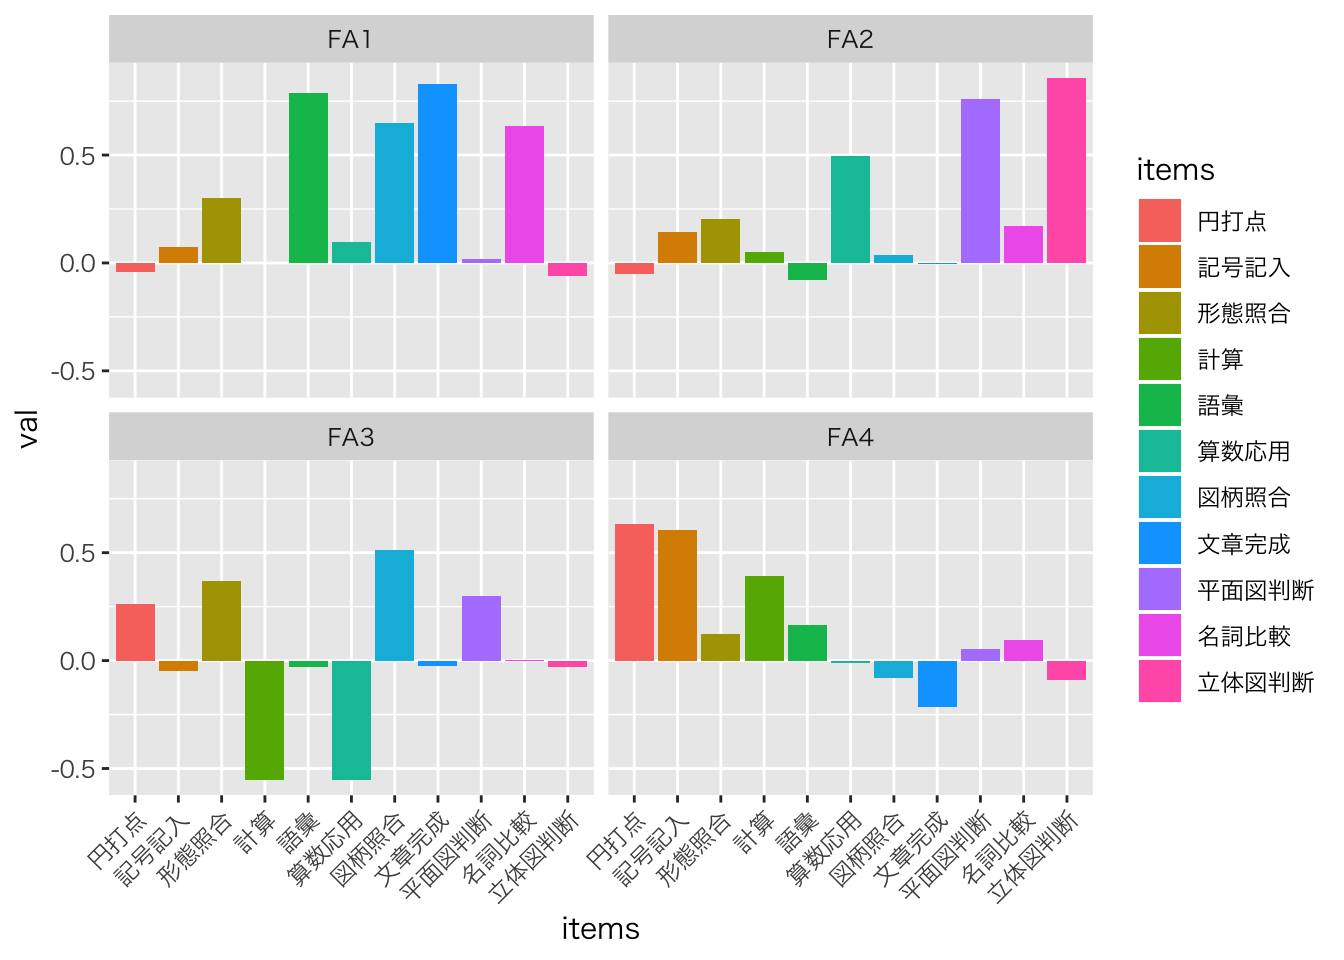 FA1
FA2
0.5
0.0
-0.5
FA3
FA4
0.5
0.0
-0.5
val
円打点
記号記入
形態照合
計算
語彙
算数応用
図柄照合
文章完成
平面図判断
名詞比較
立体図判断
円打点
記号記入
形態照合
計算
語彙
算数応用
図柄照合
文章完成
平面図判断
名詞比較
立体図判断
items
items
円打点
記号記入
形態照合
計算
語彙
算数応用
図柄照合
文章完成
平面図判断
名詞比較
立体図判断